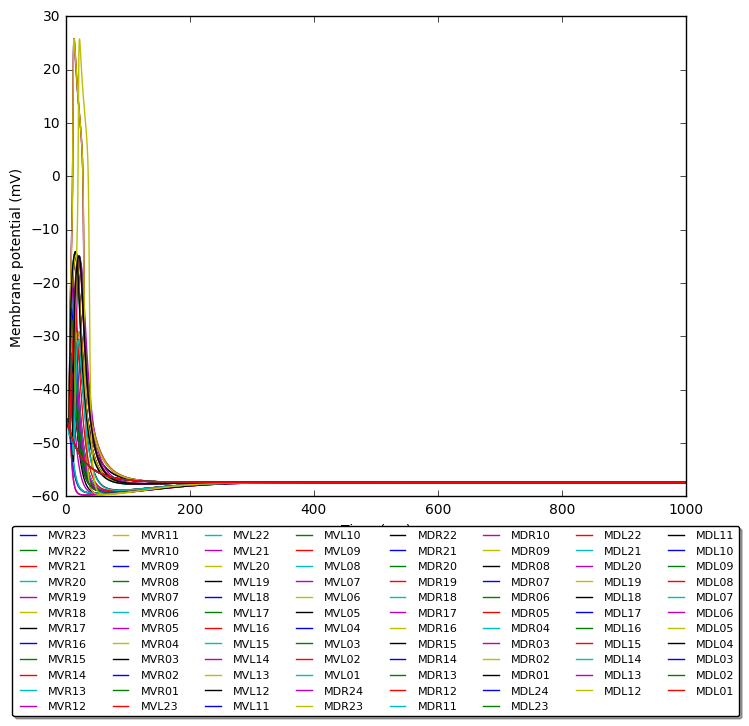 30
20
10
0
−10
−20
−30
−40
−50
−60
Membrane potential (mV)
0 200 400 600 800 1000
MVR23 MVR11 MVL22 MVL10 MDR22 MDR10 MDL22 MDL11
MVR22 MVR10 MVL21 MVL09 MDR21 MDR09 MDL21 MDL10
MVR21 MVR09 MVL20 MVL08 MDR20 MDR08 MDL20 MDL09
MVR20 MVR08 MVL19 MVL07 MDR19 MDR07 MDL19 MDL08
MVR19 MVR07 MVL18 MVL06 MDR18 MDR06 MDL18 MDL07
MVR18 MVR06 MVL17 MVL05 MDR17 MDR05 MDL17 MDL06
MVR17 MVR05 MVL16 MVL04 MDR16 MDR04 MDL16 MDL05
MVR16 MVR04 MVL15 MVL03 MDR15 MDR03 MDL15 MDL04
MVR15 MVR03 MVL14 MVL02 MDR14 MDR02 MDL14 MDL03
MVR14 MVR02 MVL13 MVL01 MDR13 MDR01 MDL13 MDL02
MVR13 MVR01 MVL12 MDR24 MDR12 MDL24 MDL12 MDL01
MVR12 MVL23 MVL11 MDR23 MDR11 MDL23